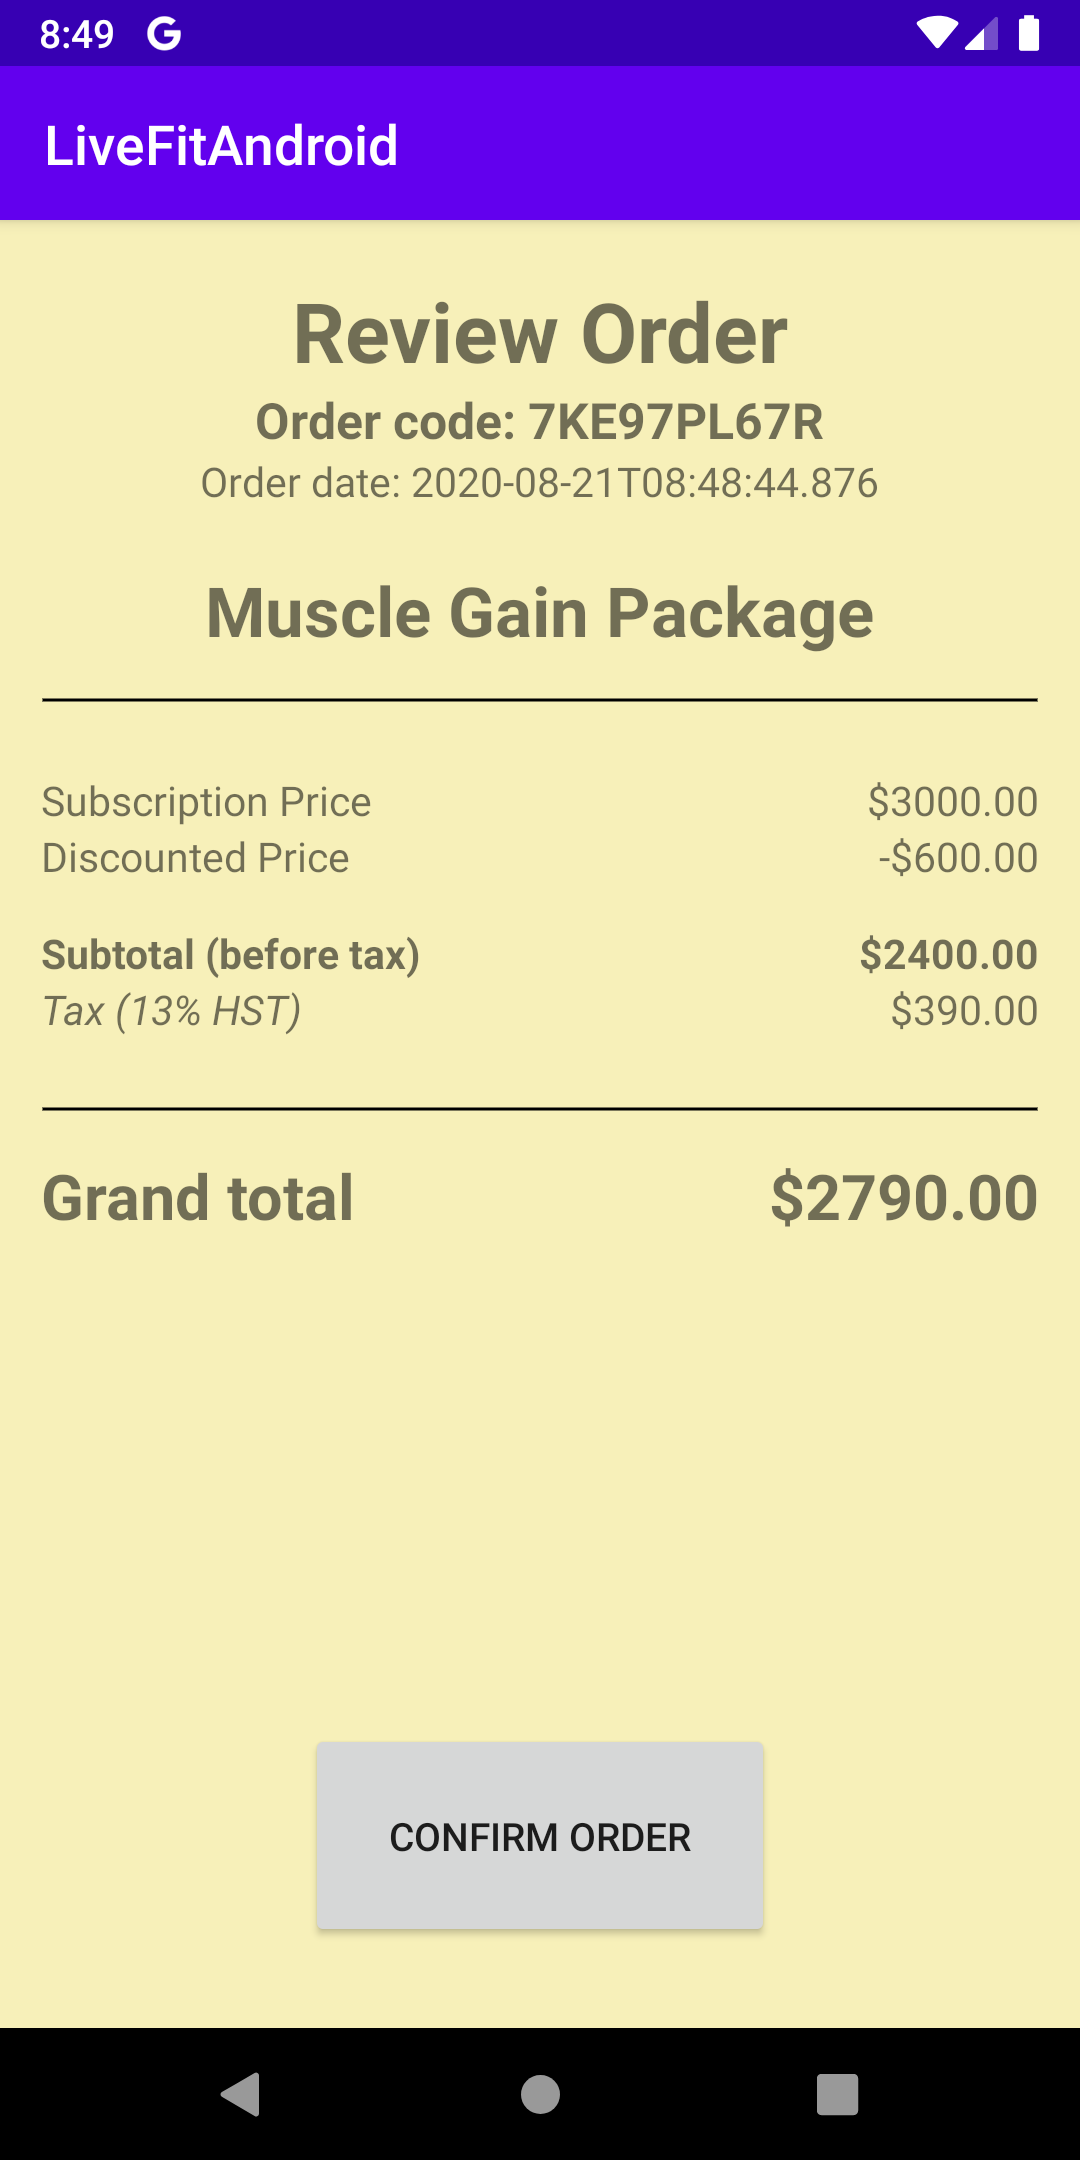 8:49
LiveFitAndroid
Review Order
Order code: 7KE97PL67R
Order date: 2020-08-21T08:48:44.876
Muscle Gain Package
Subscription Price $3000.00
Discounted Price -$600.00
Subtotal (before tax) $2400.00
Tax (13% HST) $390.00
Grand total $2790.00
CONFIRM ORDER